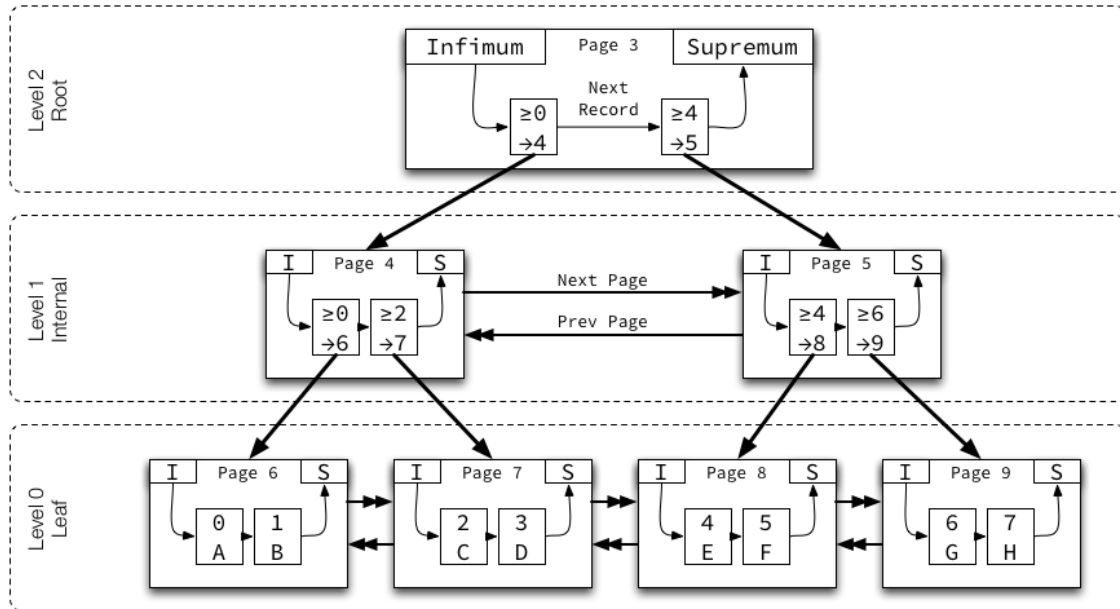 Level 2
Root
Infimum
Page 3
Supremum
Next
Record
≥0
→4
≥4
→5
Level 1
Internal
I
Page 4
S
≥0
→6
≥2
→7
Next Page
Prev Page
I
Page 5
S
≥4
→8
≥6
→9
Level 0
Leaf
I
Page 6
S
0
A
1
B
I
Page 7
S
2
C
3
D
I
Page 8
S
4
E
5
F
I
Page 9
S
6
G
7
H